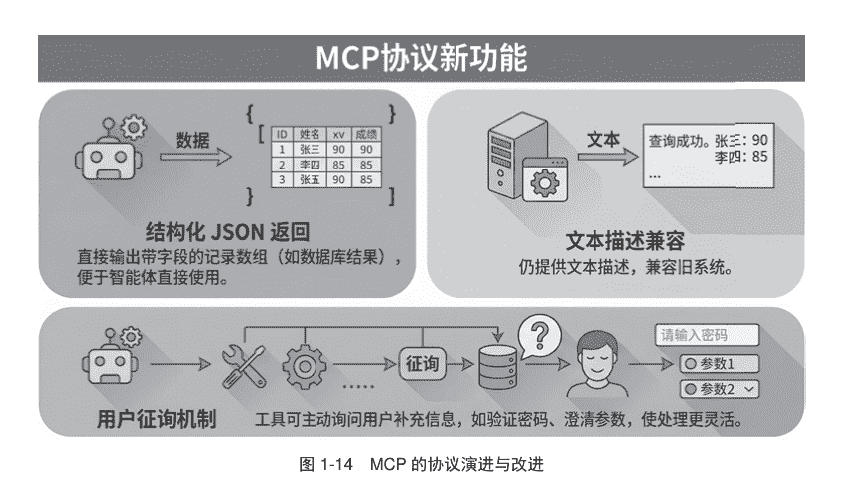 MCP协议新功能
数据
{ }
[ ID 姓名 xv 成绩
1 张三 90 90
2 李四 85 85
3 张五 90 85
} ]
结构化 JSON 返回
直接输出带字段的记录数组（如数据库结果），
便于智能体直接使用。
文本
查询成功。张三：90
李四：85
...
文本描述兼容
仍提供文本描述，兼容旧系统。
......
征询
?
请输入密码
参数1
参数2
用户征询机制
工具可主动询问用户补充信息，如验证密码、澄清参数，使处理更灵活。
图 1-14 MCP 的协议演进与改进